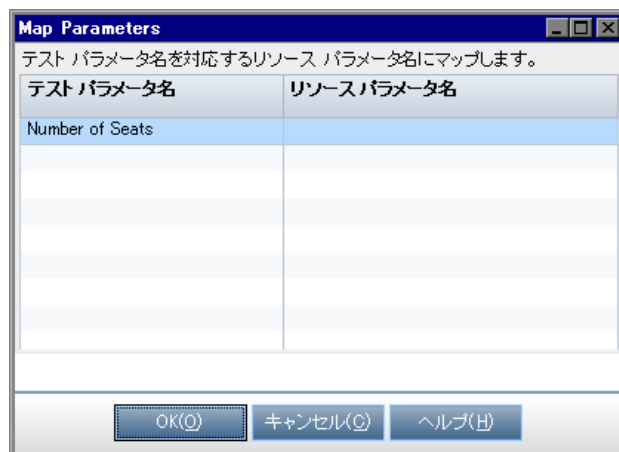 Map Parameters
テスト パラメータ名を対応するリソース パラメータ名にマップします。
テスト パラメータ名 リソース パラメータ名
Number of Seats
OK(O) キャンセル(C) ヘルプ(H)